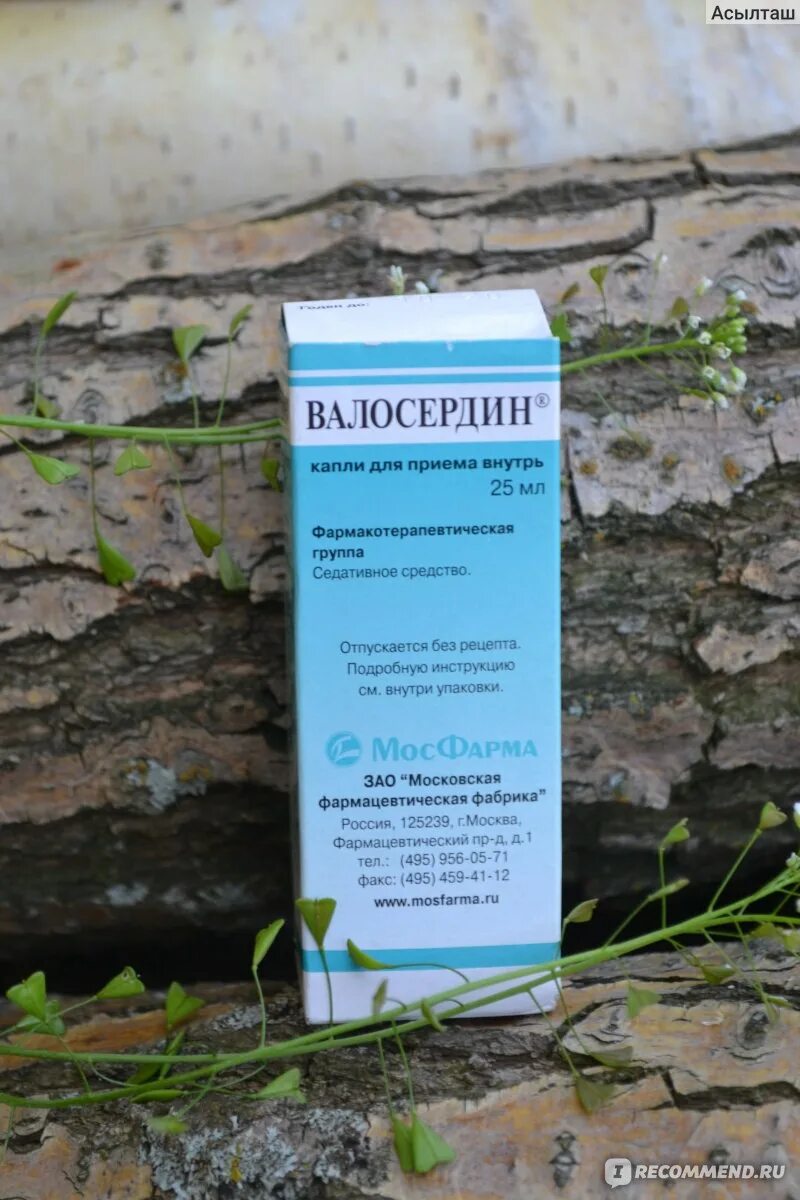 Асылташ
Годен до:
ВАЛОСЕРДИН®
капли для приема внутрь
25 мл
Фармакотерапевтическая
группа
Седативное средство.
Отпускается без рецепта.
Подробную инструкцию
см. внутри упаковки.
МосФарма
ЗАО "Московская
фармацевтическая фабрика"
Россия, 125239, г.Москва,
Фармацевтический пр-д, д.1
тел.: (495) 956-05-71
факс: (495) 459-41-12
www.mosfarma.ru
IRECOMMEND.RU